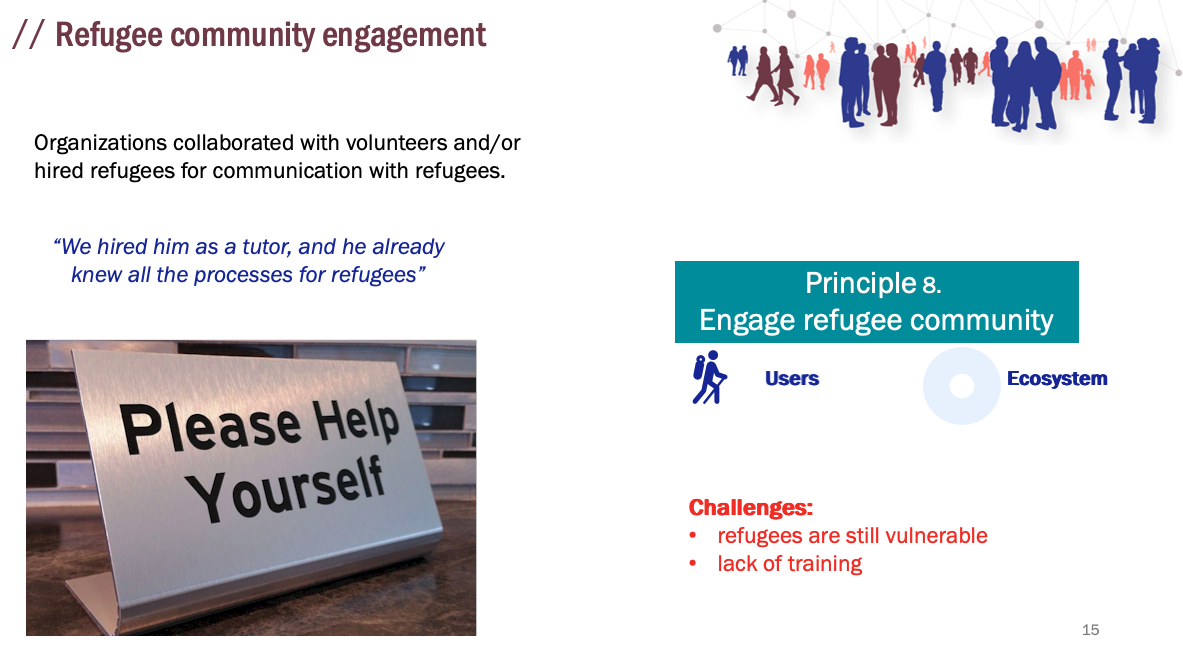 // Refugee community engagement
Organizations collaborated with volunteers and/or
hired refugees for communication with refugees.
“We hired him as a tutor, and he already
knew all the processes for refugees”
Please Help
Yourself
Principle 8.
Engage refugee community
Users
Ecosystem
Challenges:
• refugees are still vulnerable
• lack of training
15